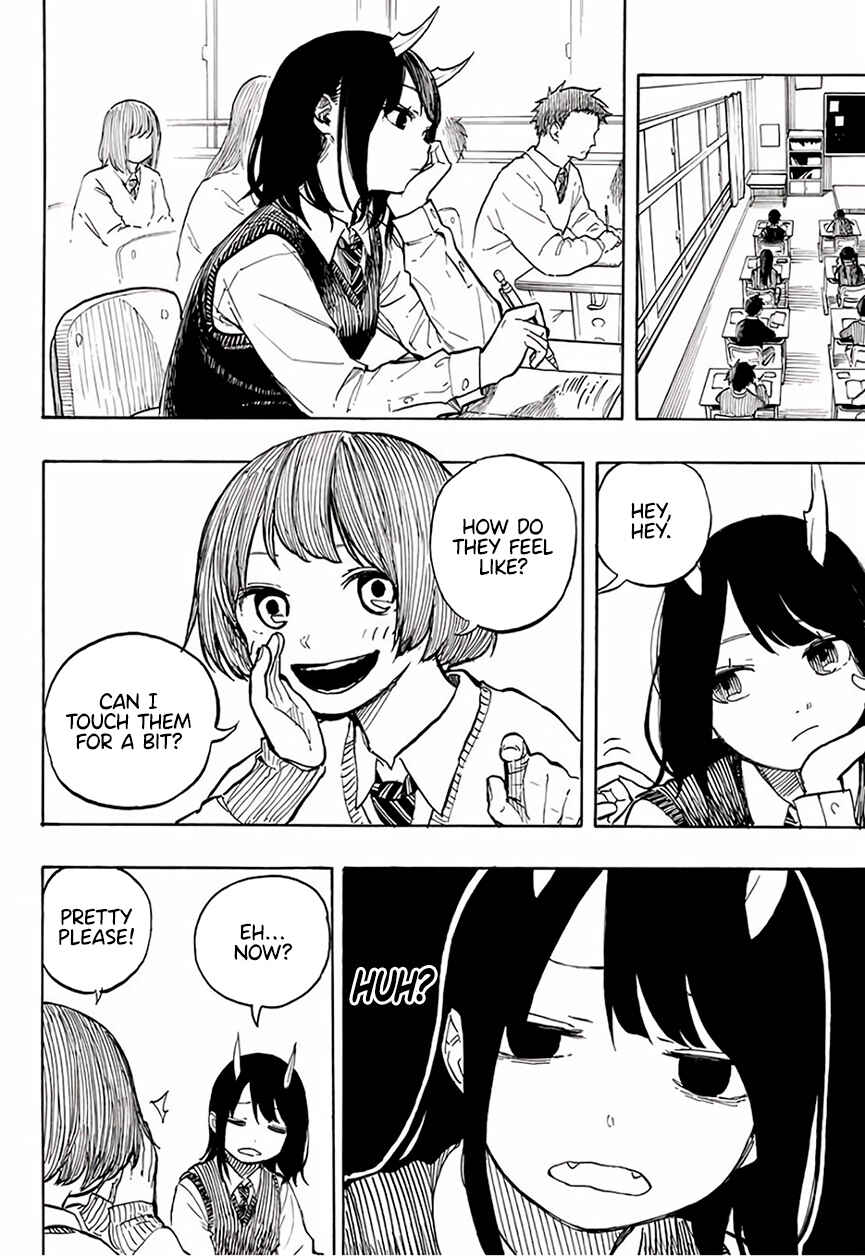 HEY,
HEY.
HOW DO
THEY FEEL
LIKE?
CAN I
TOUCH THEM
FOR A BIT?
HUH?
EH...
NOW?
PRETTY
PLEASE!